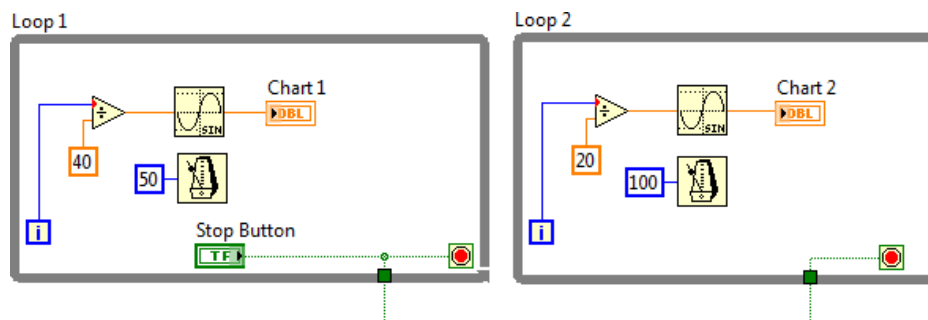 Loop 1
Chart 1
DBL
SIN
40
50
i
Stop Button
TF
Loop 2
Chart 2
DBL
SIN
20
100
i